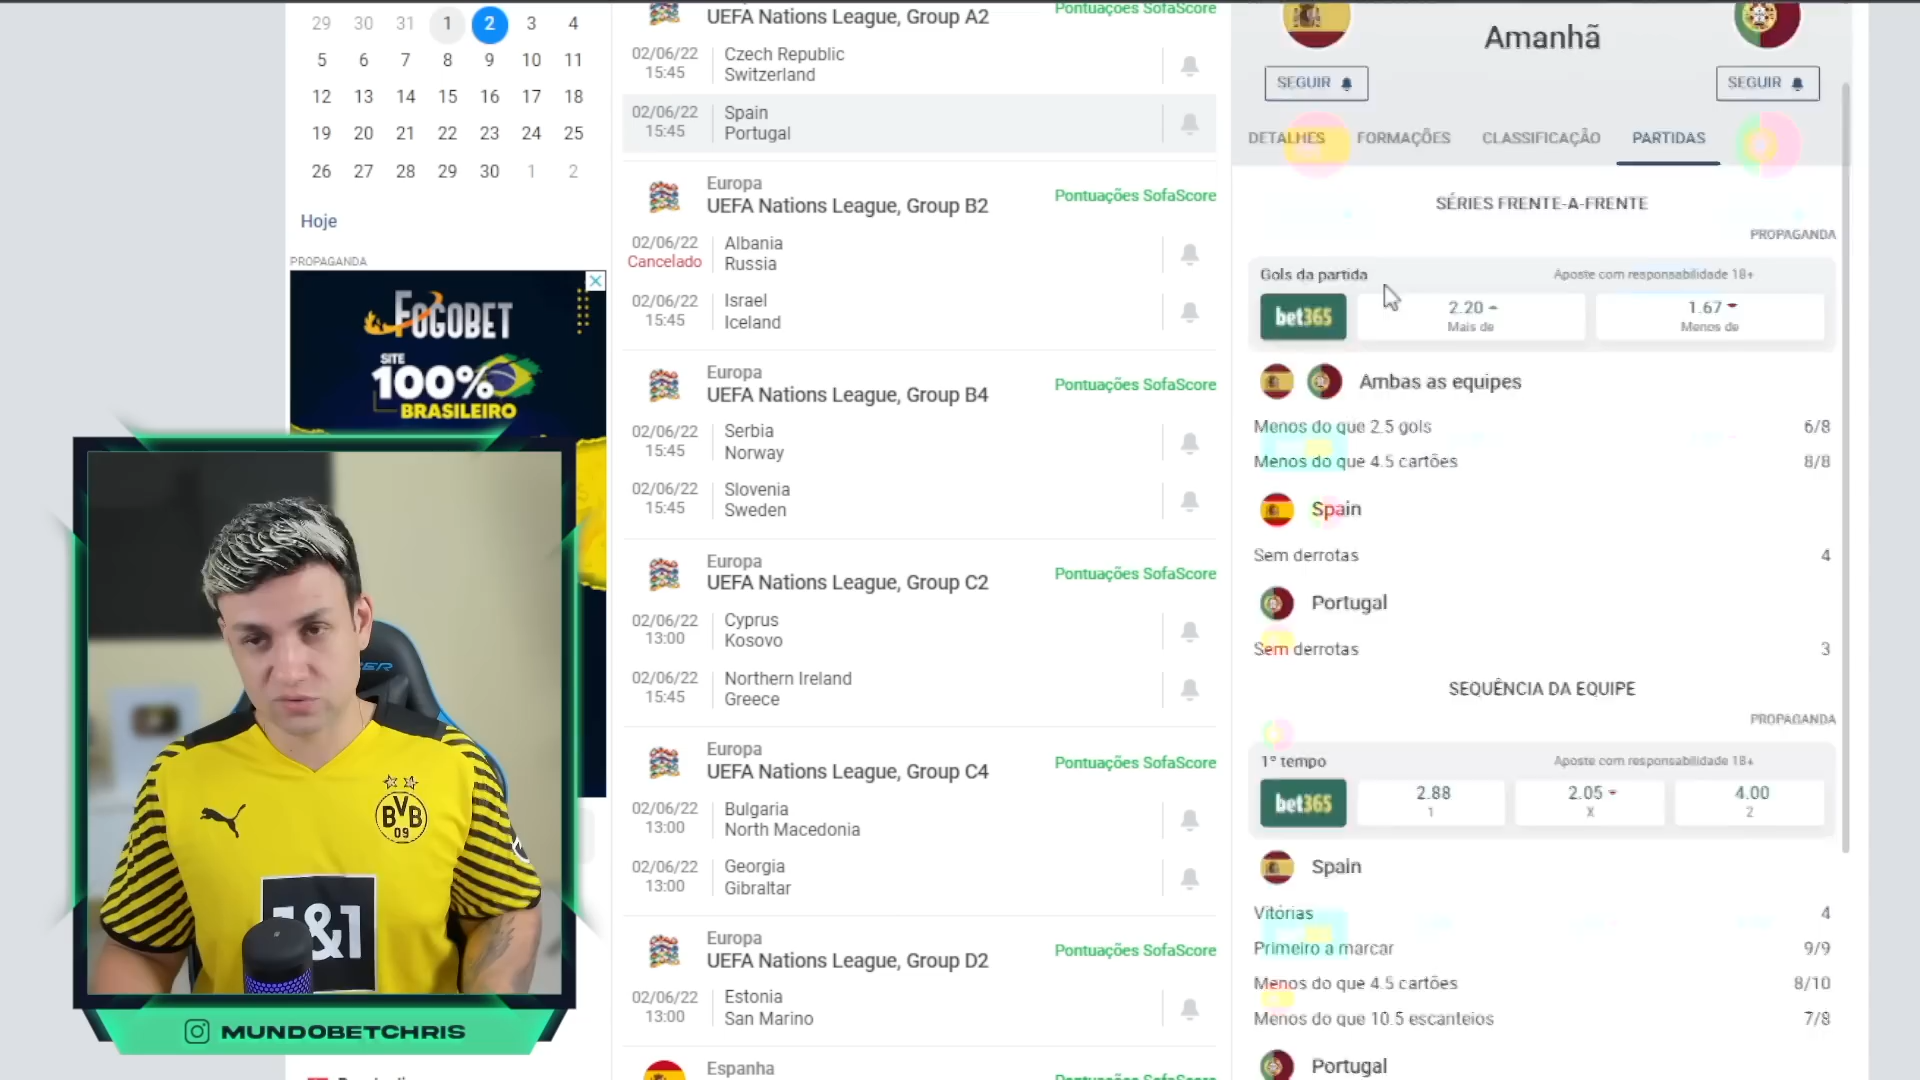 29 30 31 1 2 3 4
5 6 7 8 9 10 11
12 13 14 15 16 17 18
19 20 21 22 23 24 25
26 27 28 29 30 1 2
Hoje
PROPAGANDA
FOGOBET
SITE
100%
BRASILEIRO
ER
BVB
09
1&1
MUNDOBETCHRIS
UEFA Nations League, Group A2
Pontuações SofaScore
02/06/22
15:45
Czech Republic
Switzerland
02/06/22
15:45
Spain
Portugal
Europa
UEFA Nations League, Group B2
Pontuações SofaScore
02/06/22
Cancelado
Albania
Russia
02/06/22
15:45
Israel
Iceland
Europa
UEFA Nations League, Group B4
Pontuações SofaScore
02/06/22
15:45
Serbia
Norway
02/06/22
15:45
Slovenia
Sweden
Europa
UEFA Nations League, Group C2
Pontuações SofaScore
02/06/22
13:00
Cyprus
Kosovo
02/06/22
15:45
Northern Ireland
Greece
Europa
UEFA Nations League, Group C4
Pontuações SofaScore
02/06/22
13:00
Bulgaria
North Macedonia
02/06/22
13:00
Georgia
Gibraltar
Europa
UEFA Nations League, Group D2
Pontuações SofaScore
02/06/22
13:00
Estonia
San Marino
Espanha
Amanhã
SEGUIR
SEGUIR
DETALHES FORMAÇÕES CLASSIFICAÇÃO PARTIDAS
SÉRIES FRENTE-A-FRENTE
PROPAGANDA
Gols da partida
Aposte com responsabilidade 18+
bet365
2.20
Mais de
1.67
Menos de
Ambas as equipes
Menos do que 2.5 gols 6/8
Menos do que 4.5 cartões 8/8
Spain
Sem derrotas 4
Portugal
Sem derrotas 3
SEQUÊNCIA DA EQUIPE
PROPAGANDA
1° tempo
Aposte com responsabilidade 18+
bet365
2.88
1
2.05
X
4.00
2
Spain
Vitórias 4
Primeiro a marcar 9/9
Menos do que 4.5 cartões 8/10
Menos do que 10.5 escanteios 7/8
Portugal